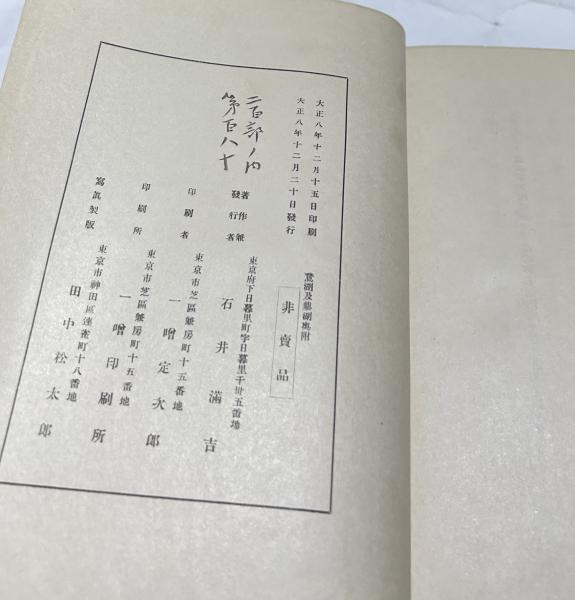 大正八年十二月十五日印刷
大正八年十二月二十日發行
非賣品
二百部ノ内
第百八十
著作兼發行者
東京府下日暮里町字日暮里千卅五番地
石井滿吉
印刷者
東京市芝區兼房町十五番地
一噌定次郎
印刷所
東京市芝區兼房町十五番地
一噌印刷所
寫眞製版
東京市神田區連雀町十八番地
田中松太郎